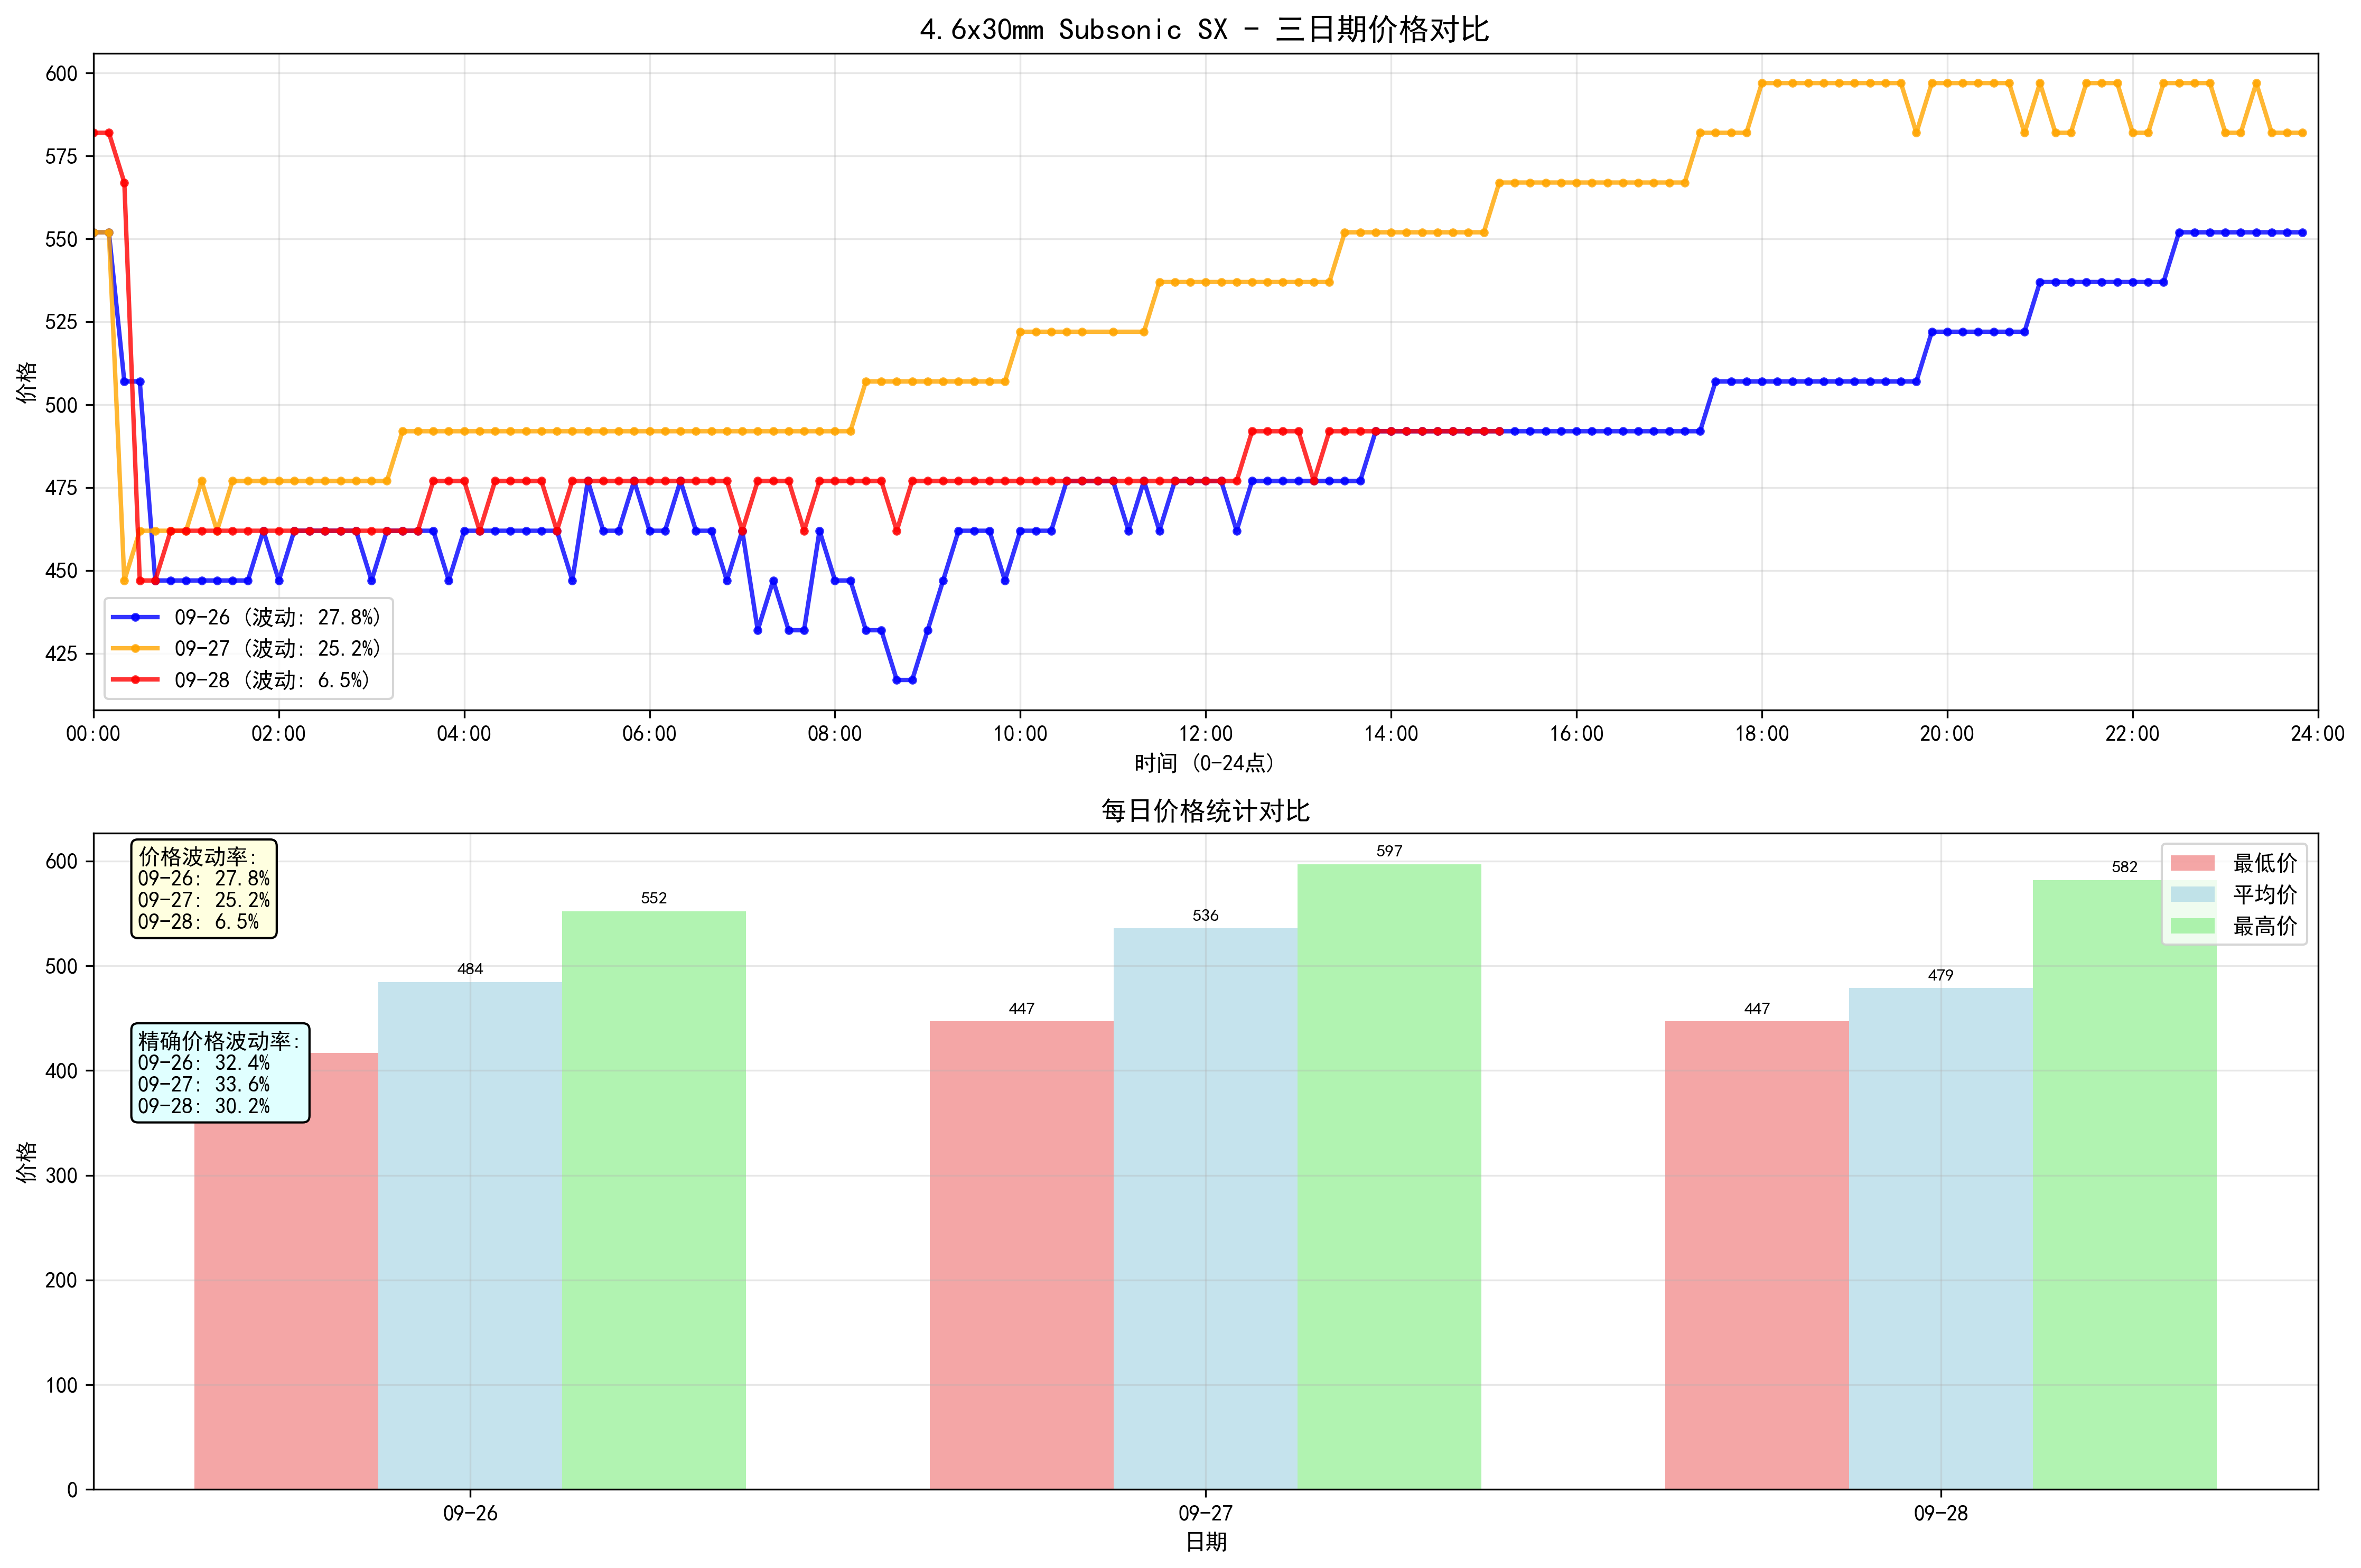 4.6x30mm Subsonic SX - 三日期价格对比
价格
600
575
550
525
500
475
450
425
09-26 (波动: 27.8%)
09-27 (波动: 25.2%)
09-28 (波动: 6.5%)
00:00 02:00 04:00 06:00 08:00 10:00 12:00 14:00 16:00 18:00 20:00 22:00 24:00
时间 (0-24点)
每日价格统计对比
价格
600
500
400
300
200
100
0
价格波动率:
09-26: 27.8%
09-27: 25.2%
09-28: 6.5%
精确价格波动率:
09-26: 32.4%
09-27: 33.6%
09-28: 30.2%
484
552
447
536
597
447
479
582
最低价
平均价
最高价
09-26 09-27 09-28
日期